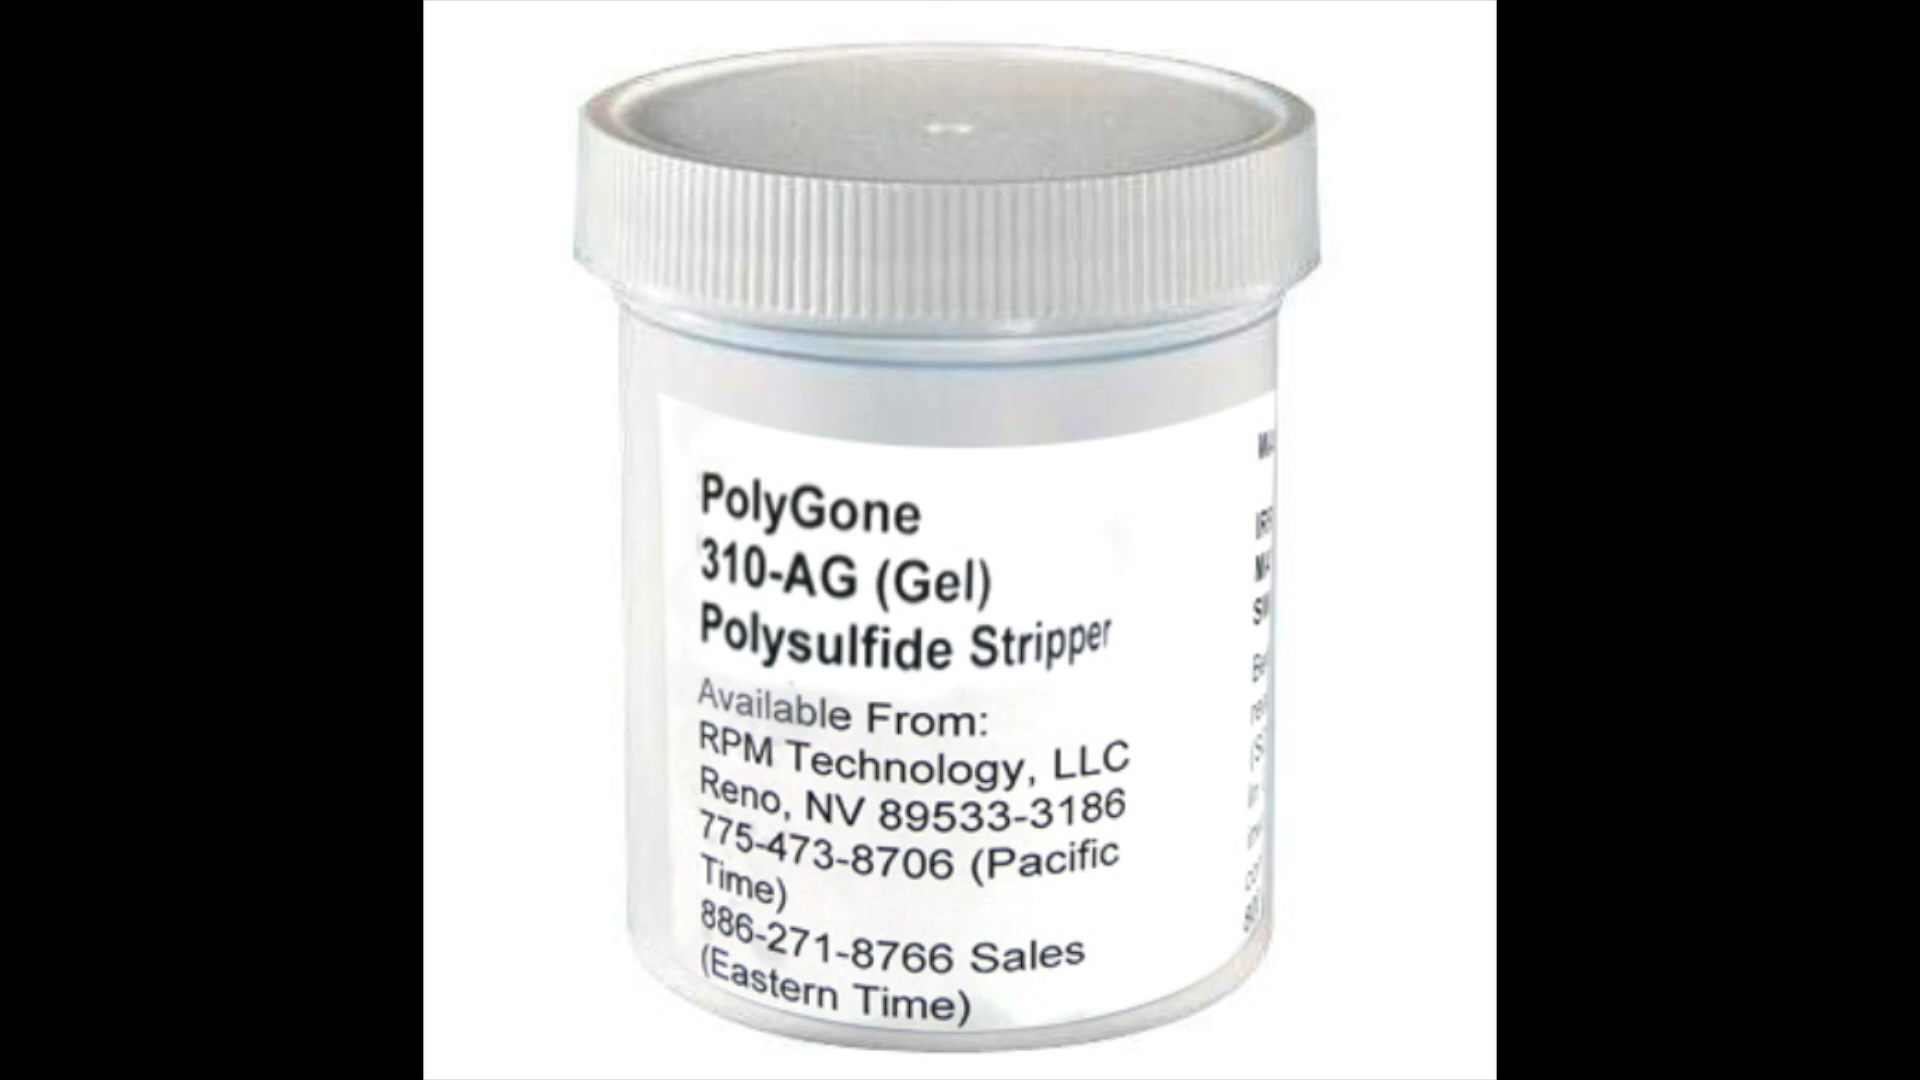 PolyGone
310-AG (Gel)
Polysulfide Stripper
Available From:
RPM Technology, LLC
Reno, NV 89533-3186
775-473-8706 (Pacific
Time)
886-271-8766 Sales
(Eastern Time)